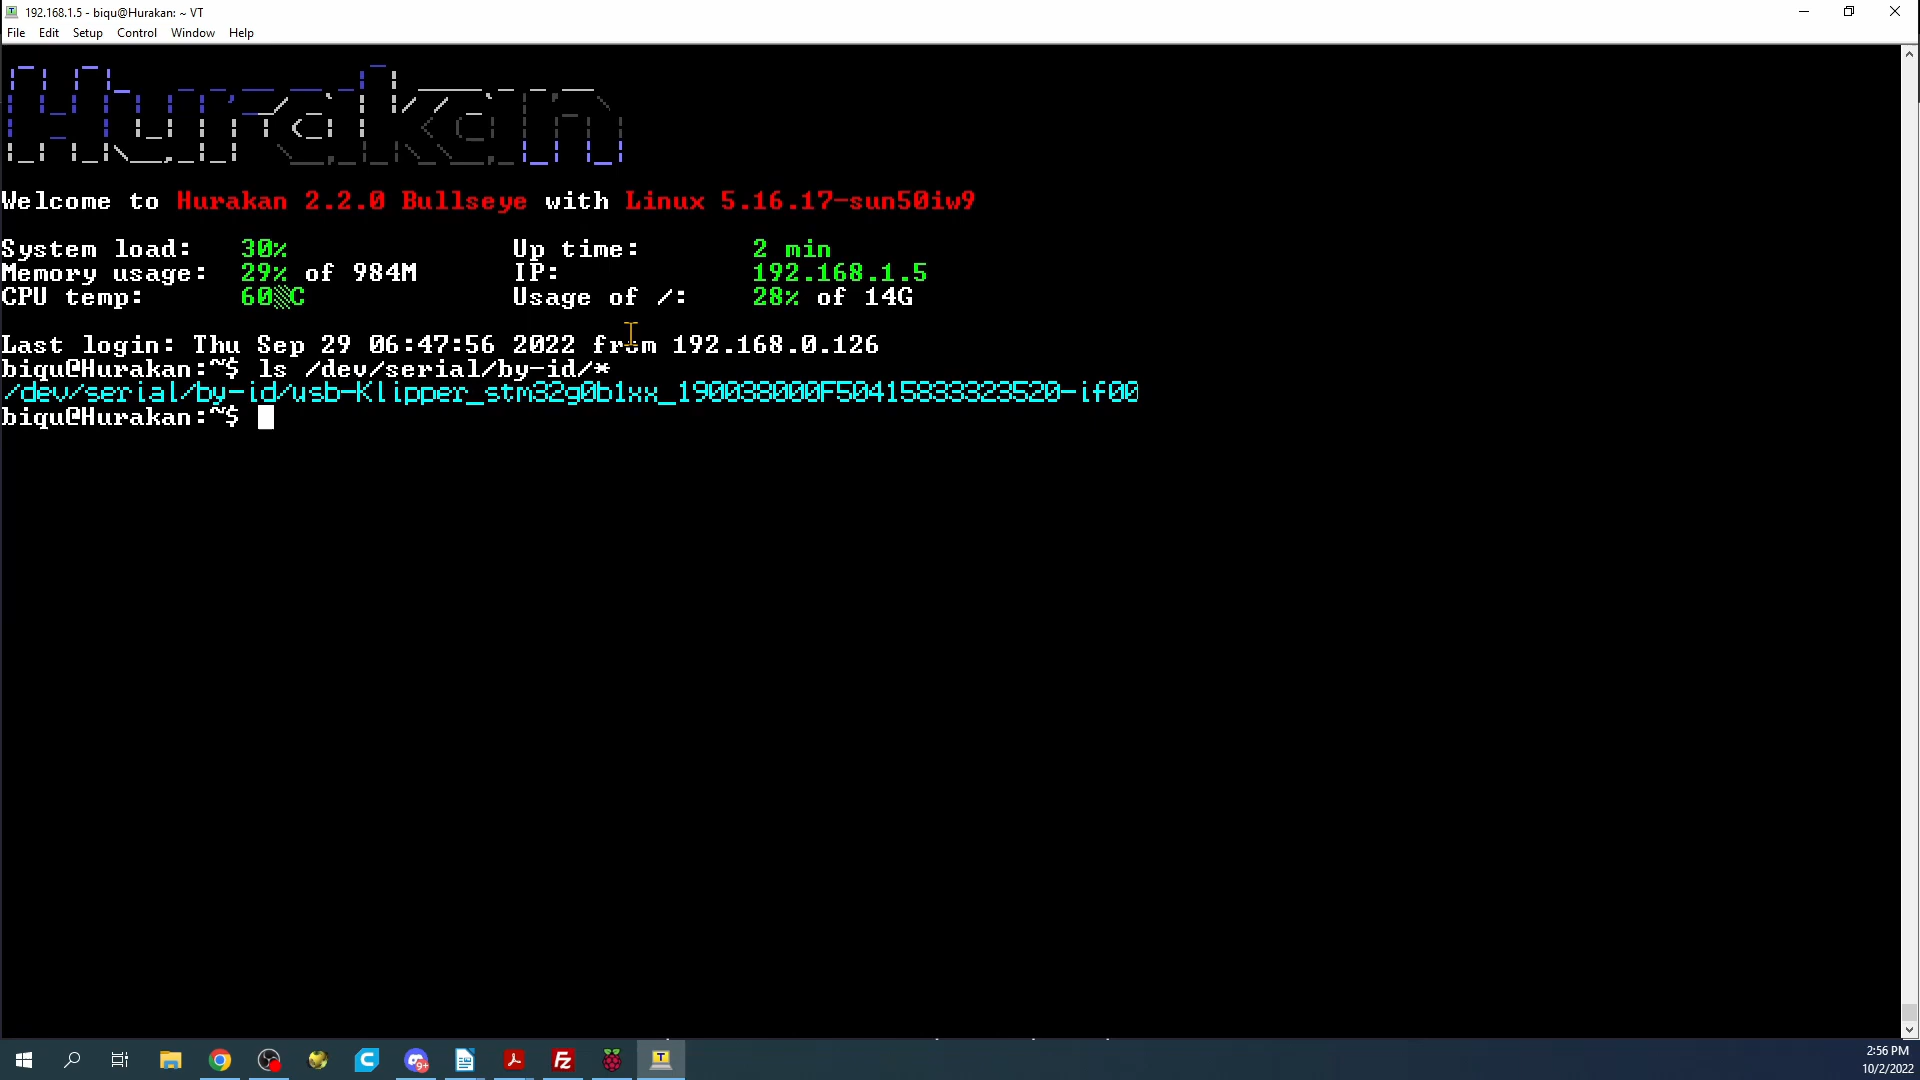 192.168.1.5 - biqu@Hurakan: ~ VT
File Edit Setup Control Window Help
Hurakan
Welcome to Hurakan 2.2.0 Bullseye with Linux 5.16.17-sun50iw9
System load: 30% Up time: 2 min
Memory usage: 29% of 984M IP: 192.168.1.5
CPU temp: 60▒C Usage of /: 28% of 14G
Last login: Thu Sep 29 06:47:56 2022 from 192.168.0.126
biqu@Hurakan:~$ ls /dev/serial/by-id/*
/dev/serial/by-id/usb-Klipper_stm32g0b1xx_190038000F50415833323520-if00
biqu@Hurakan:~$
2:56 PM
10/2/2022